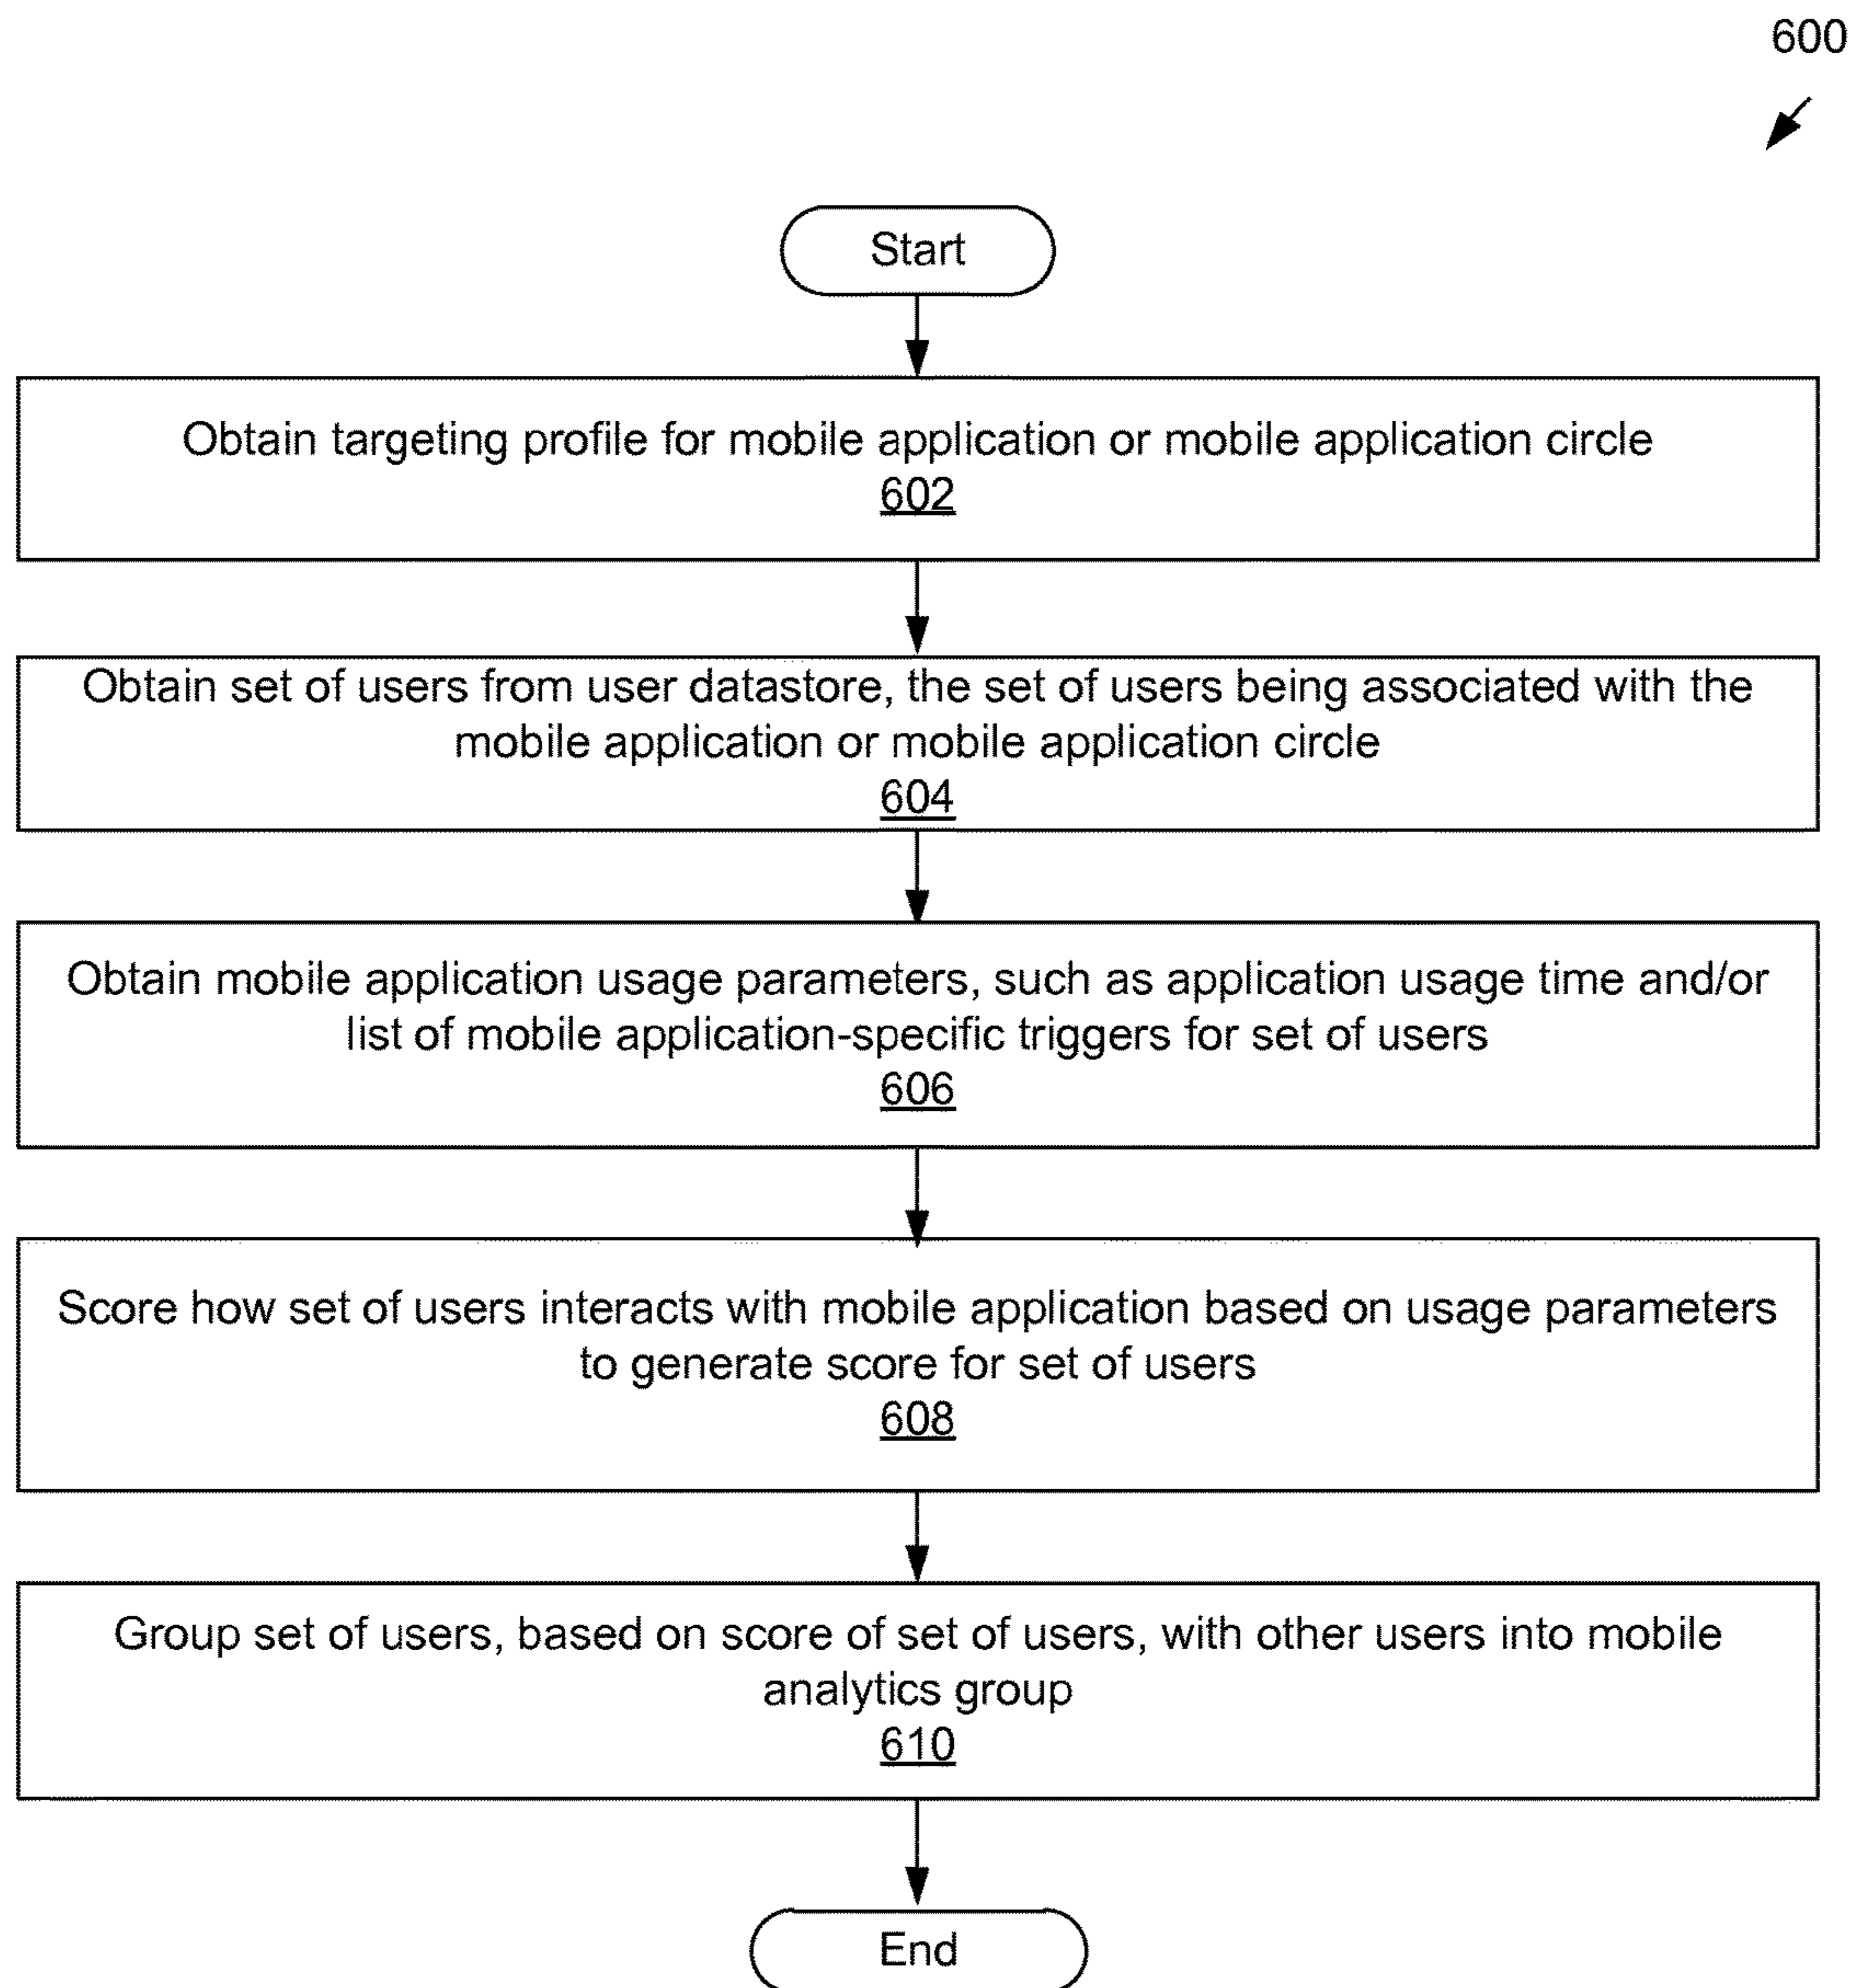 600
Start
Obtain targeting profile for mobile application or mobile application circle
602
Obtain set of users from user datastore, the set of users being associated with the
mobile application or mobile application circle
604
Obtain mobile application usage parameters, such as application usage time and/or
list of mobile application-specific triggers for set of users
606
Score how set of users interacts with mobile application based on usage parameters
to generate score for set of users
608
Group set of users, based on score of set of users, with other users into mobile
analytics group
610
End